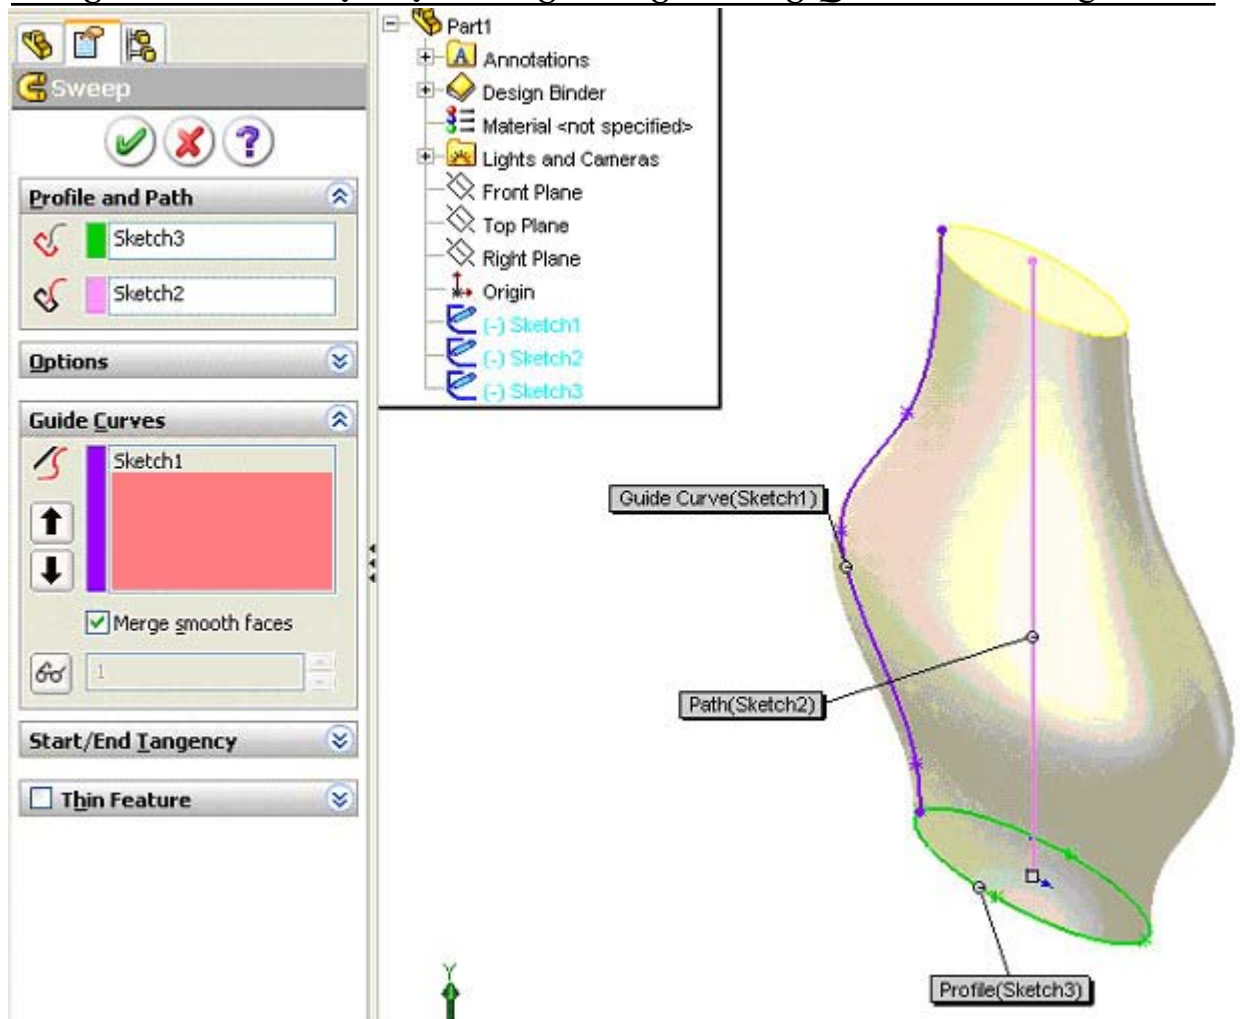 Sweep
Profile and Path
Sketch3
Sketch2
Options
Guide Curves
Sketch1
Merge smooth faces
1
Start/End Tangency
Thin Feature
Part1
Annotations
Design Binder
Material <not specified>
Lights and Cameras
Front Plane
Top Plane
Right Plane
Origin
(-) Sketch1
(-) Sketch2
(-) Sketch3
Guide Curve(Sketch1)
Path(Sketch2)
Profile(Sketch3)
Y